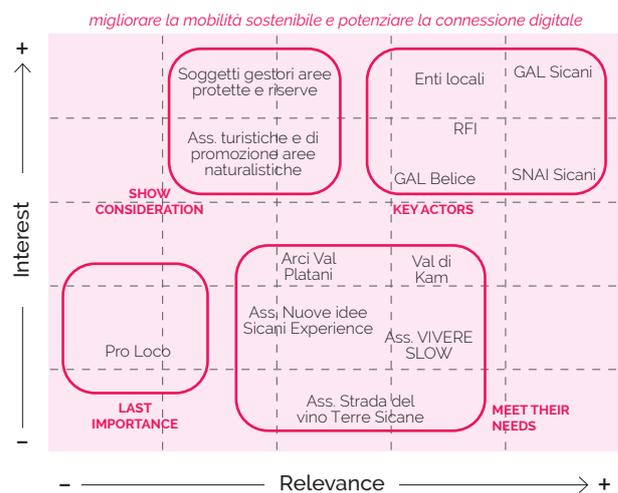 migliorare la mobilità sostenibile e potenziare la connessione digitale
+
Interest
–
Soggetti gestori aree
protette e riserve
Ass. turistiche e di
promozione aree
naturalistiche
SHOW
CONSIDERATION
Enti locali
GAL Sicani
RFI
GAL Belice
SNAI Sicani
KEY ACTORS
Pro Loco
LAST
IMPORTANCE
Arci Val
Platani
Val di
Kam
Ass. Nuove idee
Sicani Experience
Ass. VIVERE
SLOW
Ass. Strada del
vino Terre Sicane
MEET THEIR
NEEDS
– Relevance +